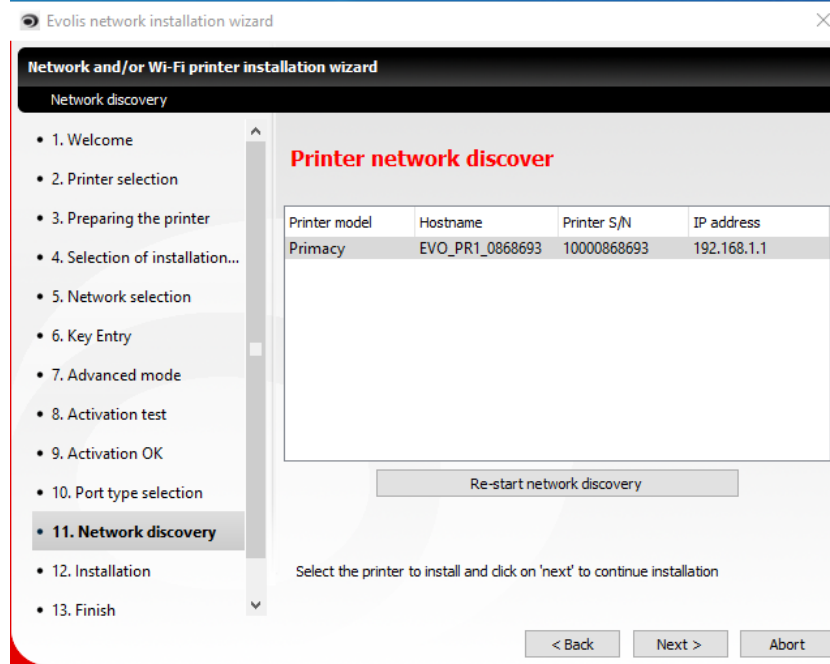 Evolis network installation wizard
Network and/or Wi-Fi printer installation wizard
Network discovery
• 1. Welcome
• 2. Printer selection
• 3. Preparing the printer
• 4. Selection of installation...
• 5. Network selection
• 6. Key Entry
• 7. Advanced mode
• 8. Activation test
• 9. Activation OK
• 10. Port type selection
• 11. Network discovery
• 12. Installation
• 13. Finish
Printer network discover
Printer model Hostname Printer S/N IP address
Primacy EVO_PR1_0868693 10000868693 192.168.1.1
Re-start network discovery
Select the printer to install and click on 'next' to continue installation
< Back Next > Abort